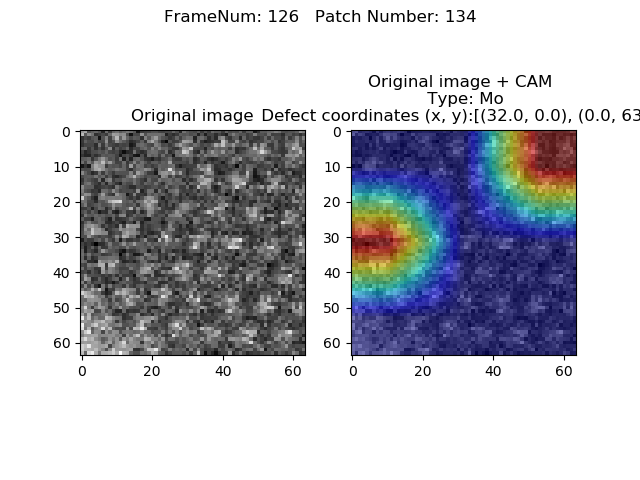 FrameNum: 126   Patch Number: 134
Original image + CAM
Type: Mo
Original image
Defect coordinates (x, y):[(32.0, 0.0), (0.0, 63
0
10
20
30
40
50
60
0 20 40 60
0
10
20
30
40
50
60
0 20 40 60